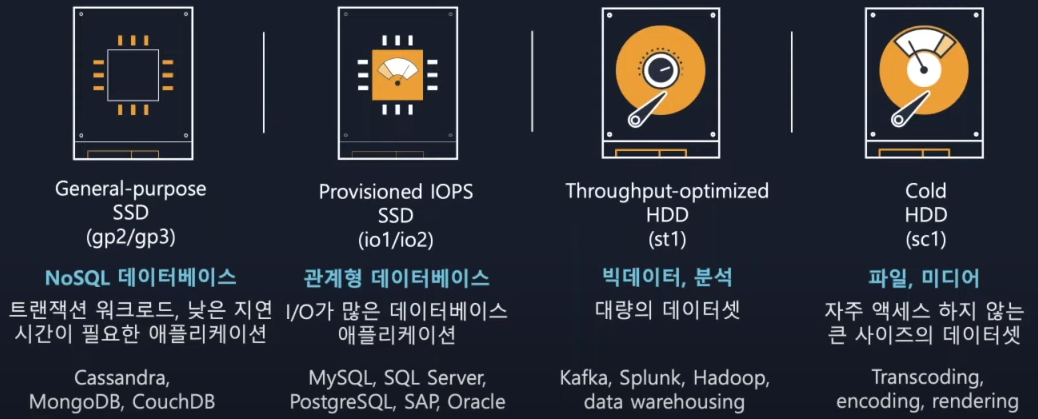 General-purpose
SSD
(gp2/gp3)
NoSQL 데이터베이스
트랜잭션 워크로드, 낮은 지연
시간이 필요한 애플리케이션
Cassandra,
MongoDB, CouchDB
Provisioned IOPS
SSD
(io1/io2)
관계형 데이터베이스
I/O가 많은 데이터베이스
애플리케이션
MySQL, SQL Server,
PostgreSQL, SAP, Oracle
Throughput-optimized
HDD
(st1)
빅데이터, 분석
대량의 데이터셋
Kafka, Splunk, Hadoop,
data warehousing
Cold
HDD
(sc1)
파일, 미디어
자주 액세스 하지 않는
큰 사이즈의 데이터셋
Transcoding,
encoding, rendering